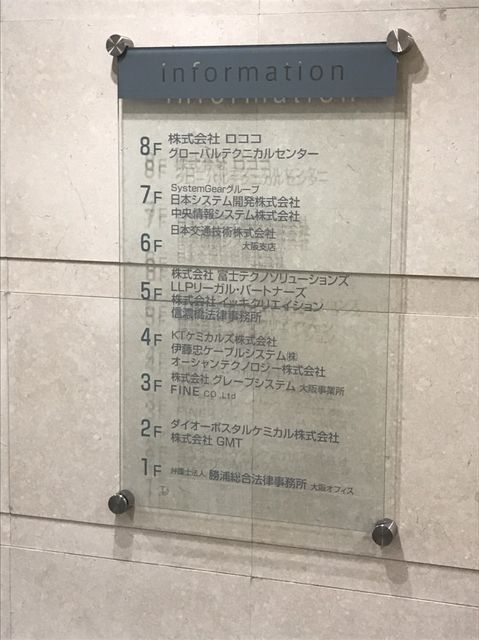 information
8F 株式会社 ロココ
グローバルテクニカルセンター
7F SystemGearグループ
日本システム開発株式会社
中央情報システム株式会社
6F 日本交通技術株式会社
大阪支店
5F 株式会社 富士テクノソリューションズ
LLPリーガル・パートナーズ
株式会社 イッキクリエイション
信濃橋法律事務所
4F KTケミカルズ株式会社
伊藤忠ケーブルシステム㈱
オーシャンテクノロジー株式会社
3F 株式会社 グレープシステム 大阪事業所
FINE CO.,Ltd
2F ダイオーポスタルケミカル株式会社
株式会社 GMT
1F 弁護士法人 勝浦総合法律事務所 大阪オフィス